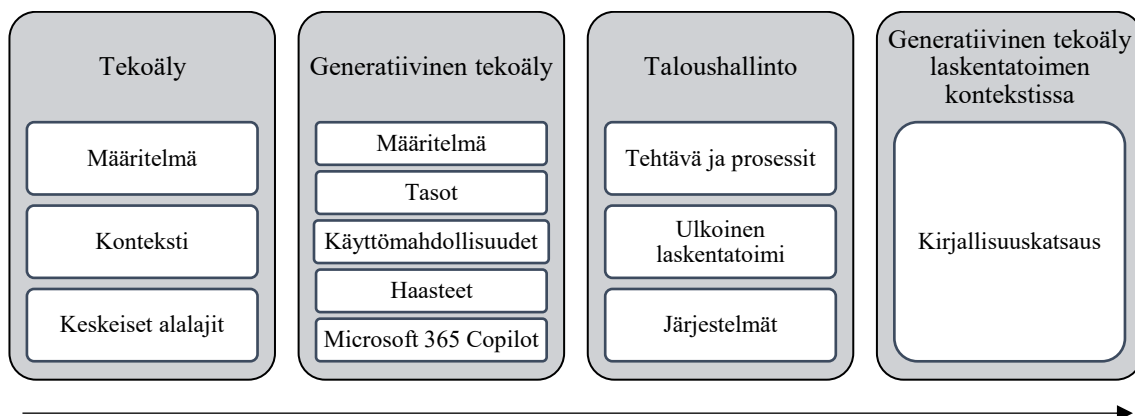 Tekoäly
Määritelmä
Konteksti
Keskeiset alalajit
Generatiivinen tekoäly
Määritelmä
Tasot
Käyttömahdollisuudet
Haasteet
Microsoft 365 Copilot
Taloushallinto
Tehtävä ja prosessit
Ulkoinen
laskentatoimi
Järjestelmät
Generatiivinen tekoäly
laskentatoimen
kontekstissa
Kirjallisuuskatsaus